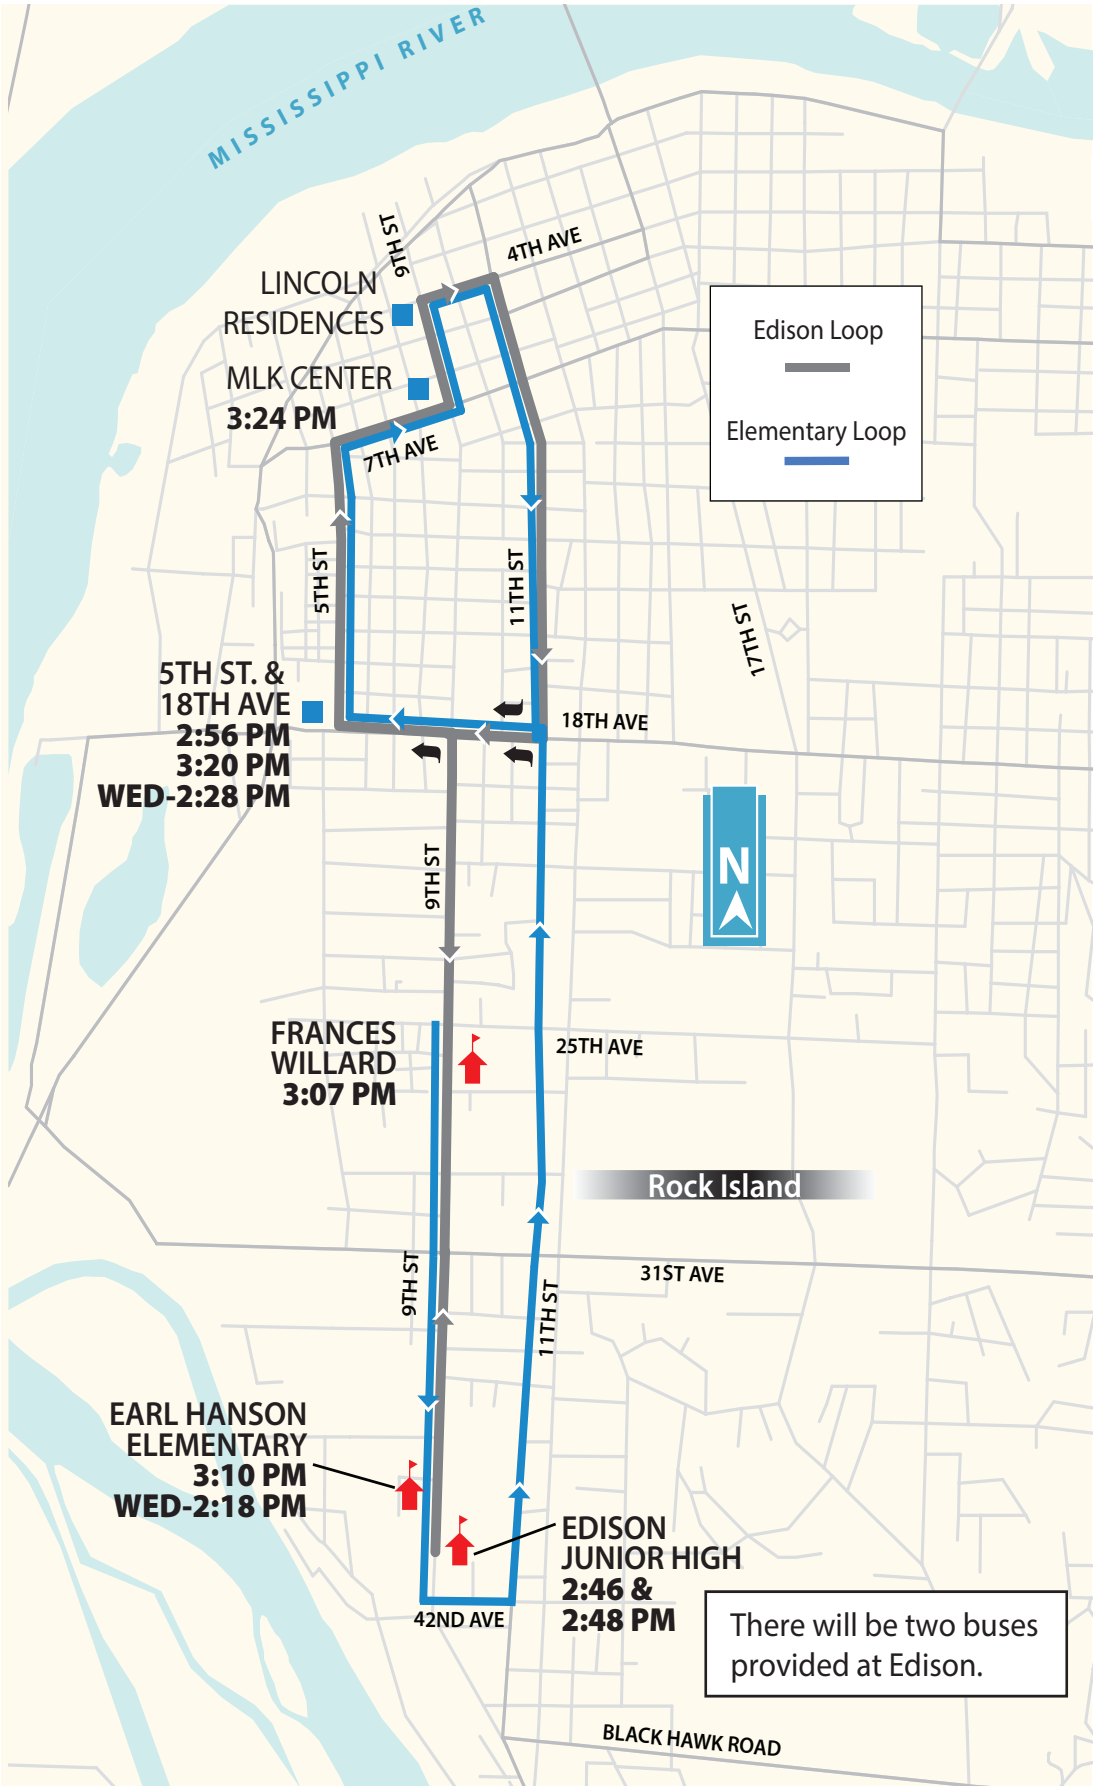 MISSISSIPPI RIVER
9TH ST
4TH AVE
LINCOLN
RESIDENCES
MLK CENTER
3:24 PM
7TH AVE
Edison Loop
Elementary Loop
5TH ST
11TH ST
17TH ST
5TH ST. &
18TH AVE
2:56 PM
3:20 PM
WED-2:28 PM
18TH AVE
9TH ST
N
FRANCES
WILLARD
3:07 PM
25TH AVE
Rock Island
31ST AVE
9TH ST
11TH ST
EARL HANSON
ELEMENTARY
3:10 PM
WED-2:18 PM
EDISON
JUNIOR HIGH
2:46 &
2:48 PM
42ND AVE
There will be two buses
provided at Edison.
BLACK HAWK ROAD